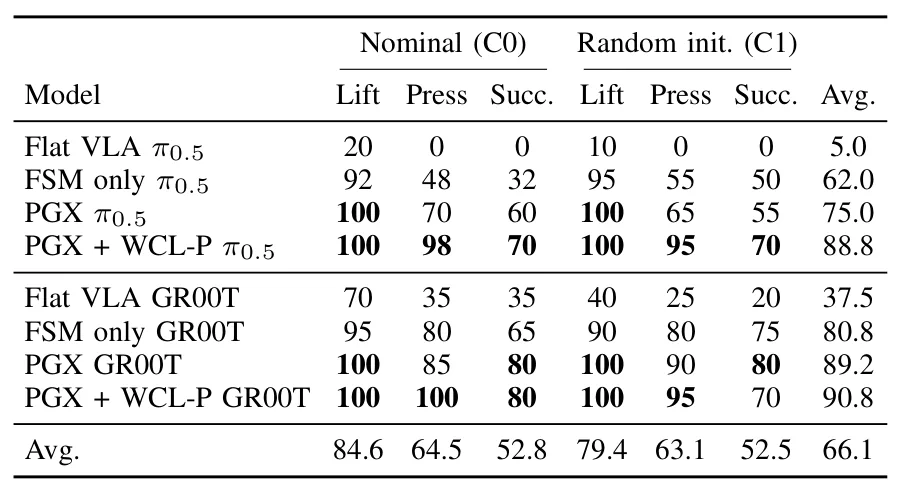 Nominal (C0) Random init. (C1)
Model Lift Press Succ. Lift Press Succ. Avg.
Flat VLA π0.5 20 0 0 10 0 0 5.0
FSM only π0.5 92 48 32 95 55 50 62.0
PGX π0.5 100 70 60 100 65 55 75.0
PGX + WCL-P π0.5 100 98 70 100 95 70 88.8
Flat VLA GR00T 70 35 35 40 25 20 37.5
FSM only GR00T 95 80 65 90 80 75 80.8
PGX GR00T 100 85 80 100 90 80 89.2
PGX + WCL-P GR00T 100 100 80 100 95 70 90.8
Avg. 84.6 64.5 52.8 79.4 63.1 52.5 66.1